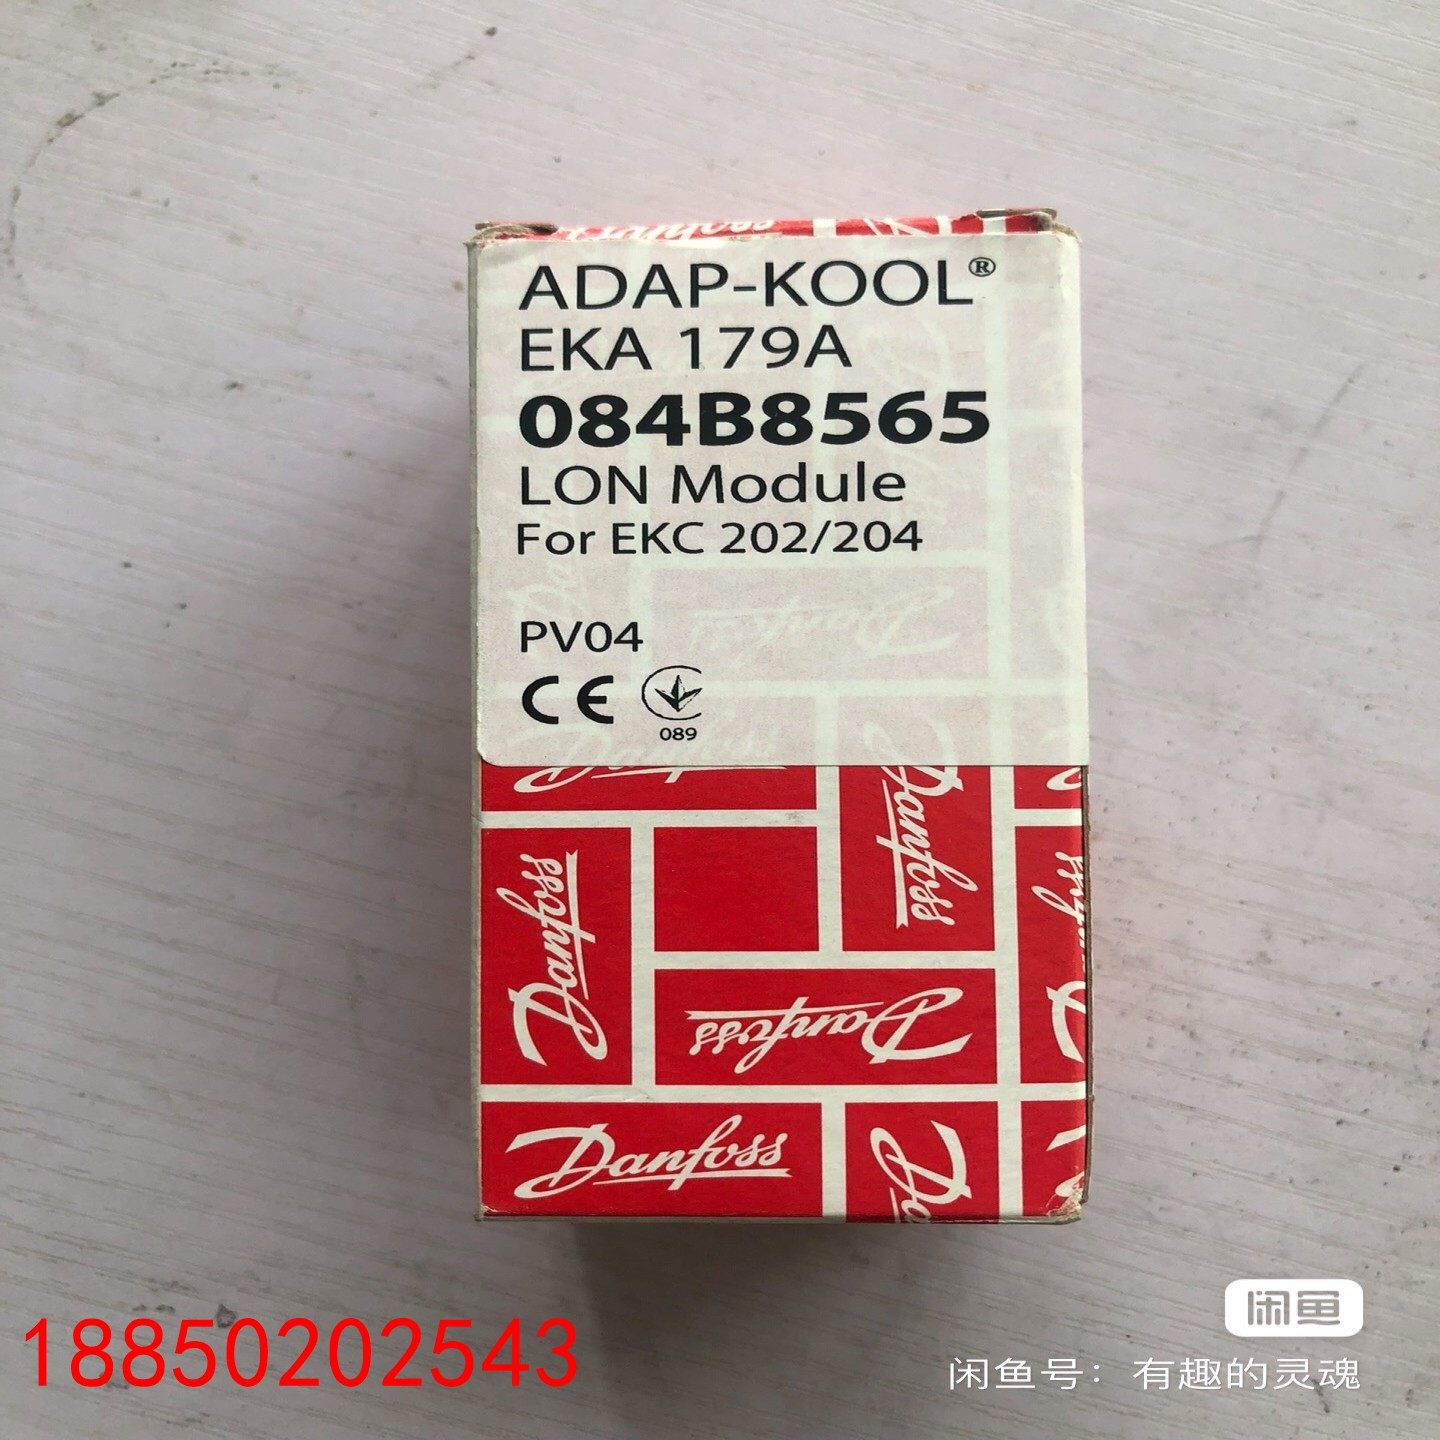 ADAP-KOOL®
EKA 179A
084B8565
LON Module
For EKC 202/204
PV04
CE
089
Danfoss
Danfoss
Danfoss
Danfoss
18850202543
闲鱼
闲鱼号：有趣的灵魂